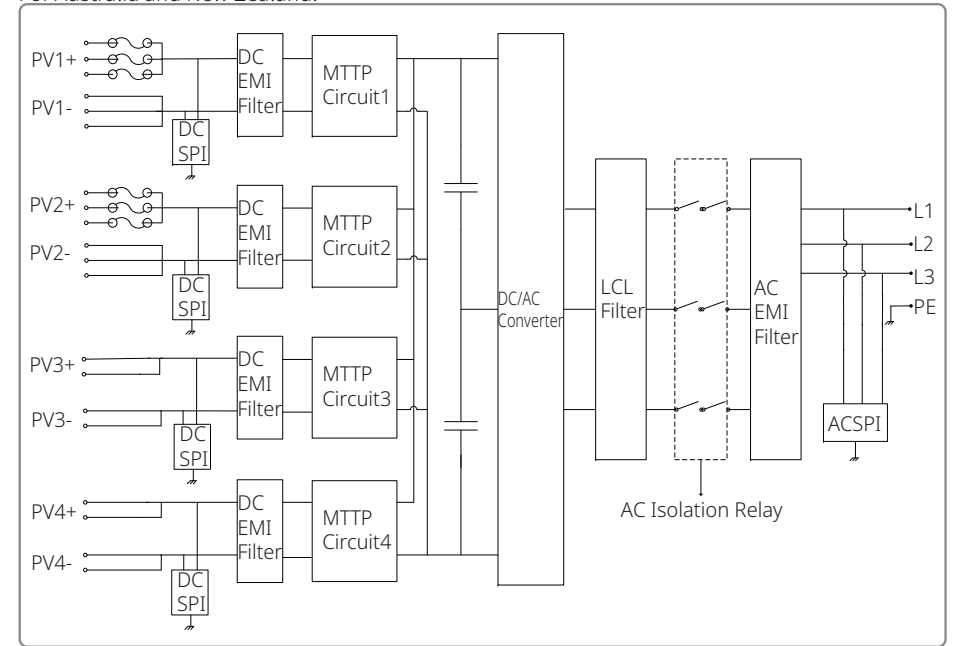 For Australia and New Zealand:
PV1+
PV1-
DC
SPI
DC
EMI
Filter
MTTP
Circuit1
PV2+
PV2-
DC
SPI
DC
EMI
Filter
MTTP
Circuit2
PV3+
PV3-
DC
SPI
DC
EMI
Filter
MTTP
Circuit3
PV4+
PV4-
DC
SPI
DC
EMI
Filter
MTTP
Circuit4
DC/AC
Converter
LCL
Filter
AC Isolation Relay
AC
EMI
Filter
L1
L2
L3
PE
ACSPI